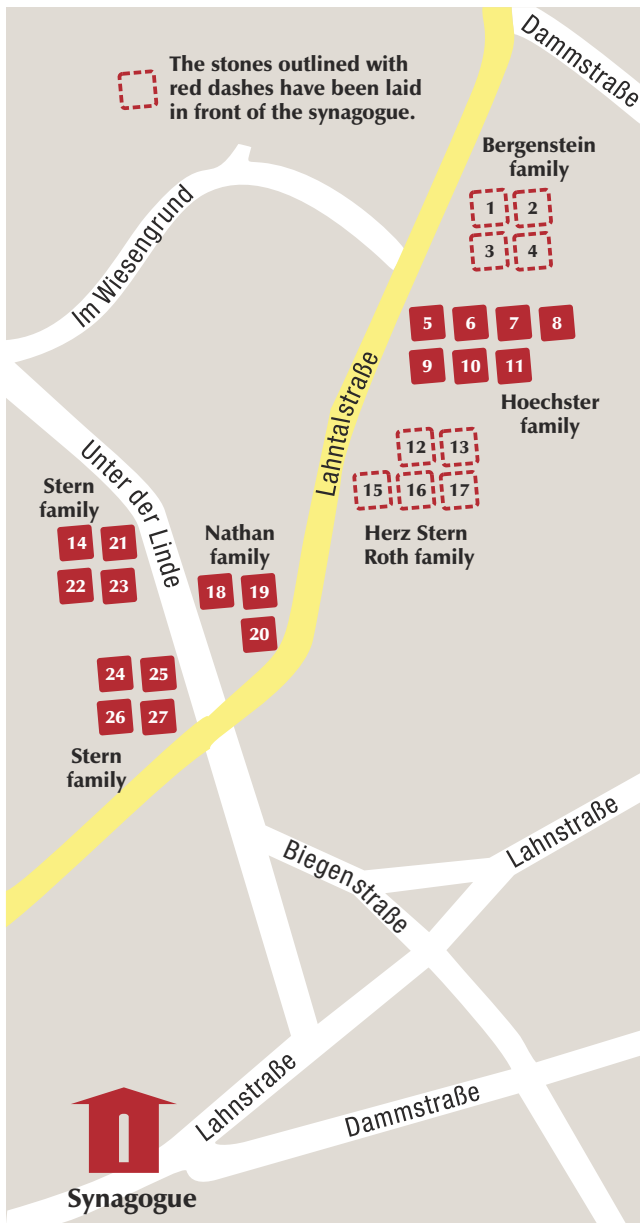 The stones outlined with
red dashes have been laid
in front of the synagogue.
Dammstraße
Bergenstein
family
1 2
3 4
Im Wiesengrund
5 6 7 8
9 10 11
Hoechster
family
Lahntalstraße
12 13
15 16 17
Herz Stern
Roth family
Unter der Linde
Stern
family
14 21
22 23
Nathan
family
18 19
20
24 25
26 27
Stern
family
Biegenstraße
Lahnstraße
Lahnstraße
Dammstraße
Synagogue